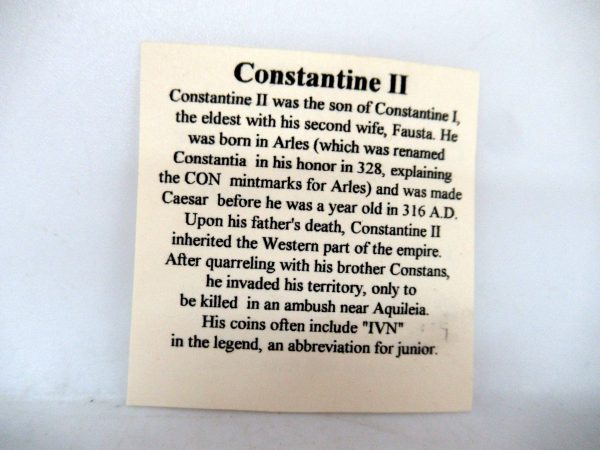 Constantine II
Constantine II was the son of Constantine I,
the eldest with his second wife, Fausta. He
was born in Arles (which was renamed
Constantia in his honor in 328, explaining
the CON mintmarks for Arles) and was made
Caesar before he was a year old in 316 A.D.
Upon his father's death, Constantine II
inherited the Western part of the empire.
After quarreling with his brother Constans,
he invaded his territory, only to
be killed in an ambush near Aquileia.
His coins often include "IVN"
in the legend, an abbreviation for junior.